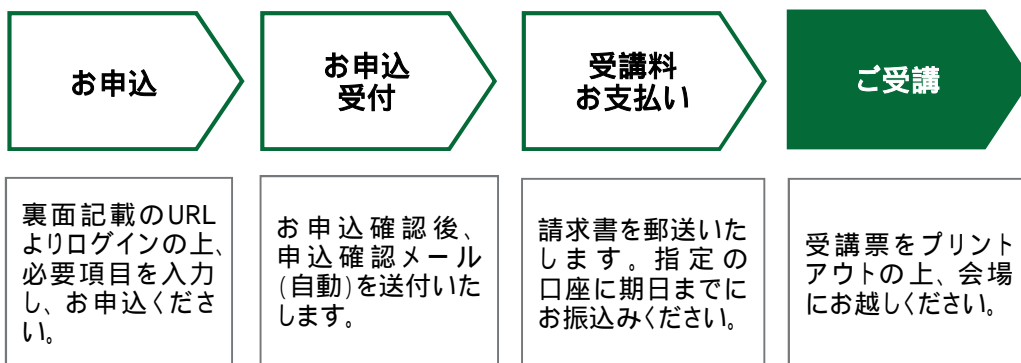 お申込
お申込
受付
受講料
お支払い
ご受講
裏面記載のURL
よりログインの上、
必要項目を入力
し、お申込くださ
い。
お申込確認後、
申込確認メール
(自動)を送付いた
します。
請求書を郵送いた
します。指定の
口座に期日までに
お振込みください。
受講票をプリント
アウトの上、会場
にお越しください。